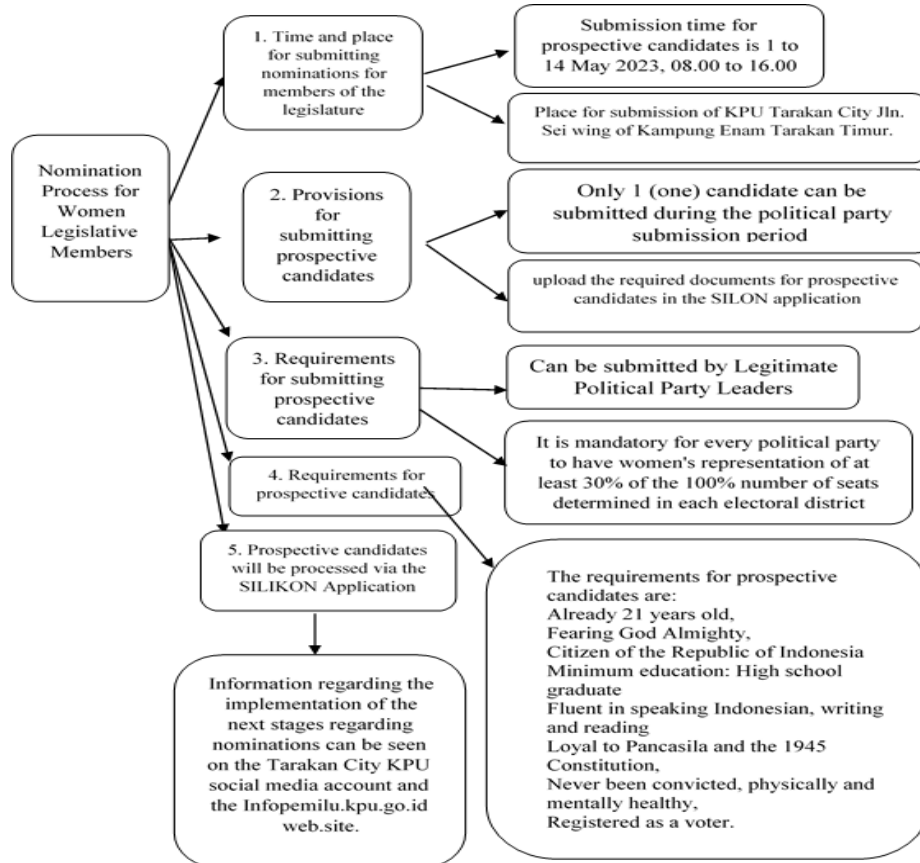 Nomination
Process for
Women
Legislative
Members
1. Time and place
for submitting
nominations for
members of the
legislature
Submission time for
prospective candidates is 1 to
14 May 2023, 08.00 to 16.00
Place for submission of KPU Tarakan City Jln.
Sei wing of Kampung Enam Tarakan Timur.
2. Provisions
for
submitting
prospective
candidates
Only 1 (one) candidate can be
submitted during the political party
submission period
upload the required documents for prospective
candidates in the SILON application
3. Requirements
for submitting
prospective
candidates
Can be submitted by Legitimate
Political Party Leaders
It is mandatory for every political party
to have women's representation of at
least 30% of the 100% number of seats
determined in each electoral district
4. Requirements for
prospective candidates
The requirements for prospective
candidates are:
Already 21 years old,
Fearing God Almighty,
Citizen of the Republic of Indonesia
Minimum education: High school
graduate
Fluent in speaking Indonesian, writing
and reading
Loyal to Pancasila and the 1945
Constitution,
Never been convicted, physically and
mentally healthy,
Registered as a voter.
5. Prospective candidates
will be processed via the
SILIKON Application
Information regarding the
implementation of the
next stages regarding
nominations can be seen
on the Tarakan City KPU
social media account and
the Infopemilu.kpu.go.id
web.site.